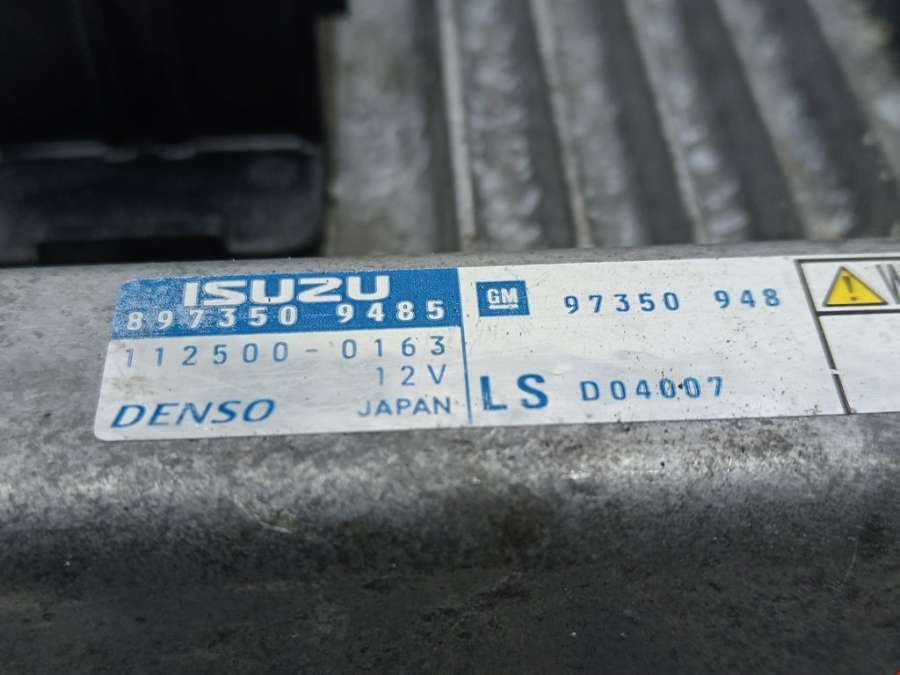 ISUZU
897350 9485
112500-0163
12V
DENSO JAPAN
GM 97350 948
LS D04007